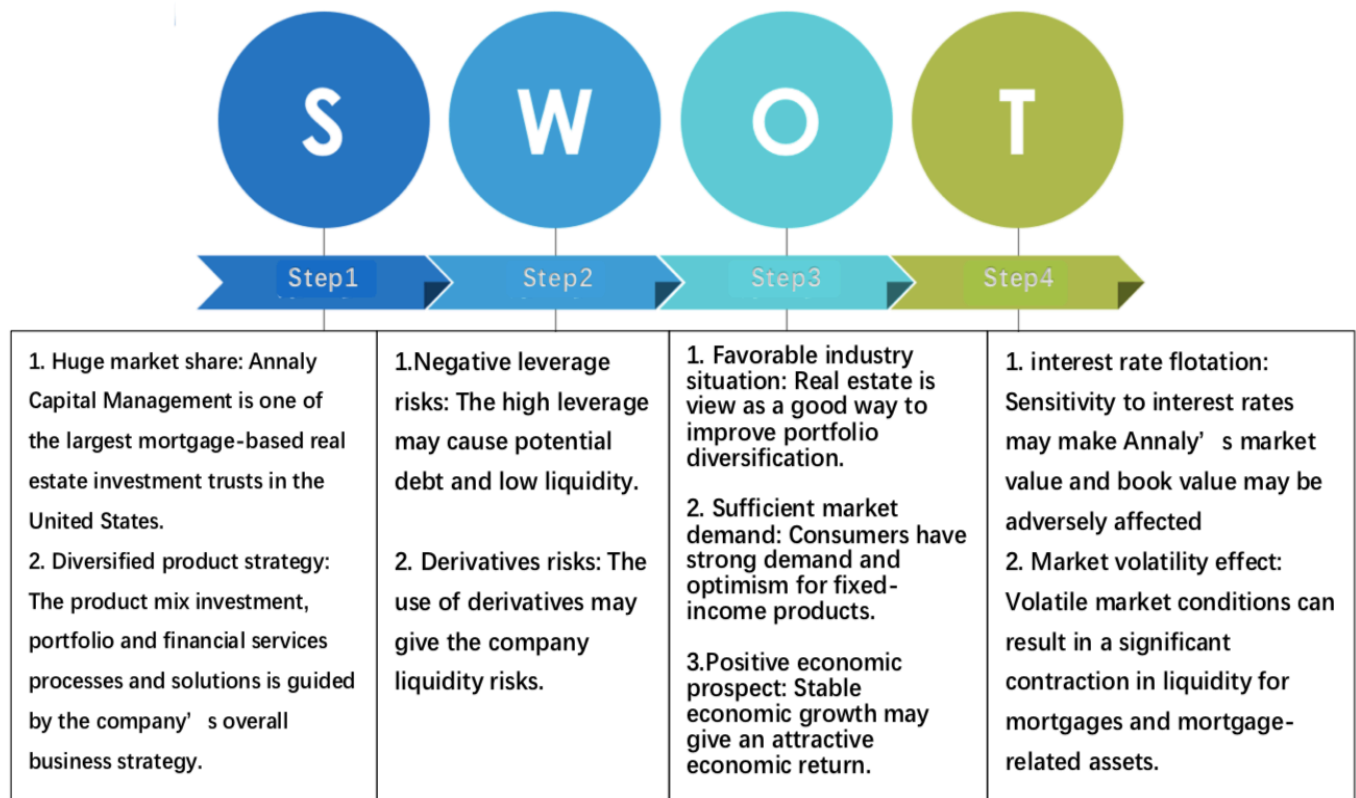 S
W
O
T
Step1
Step2
Step3
Step4
1. Huge market share: Annaly
Capital Management is one of
the largest mortgage-based real
estate investment trusts in the
United States.
2. Diversified product strategy:
The product mix investment,
portfolio and financial services
processes and solutions is guided
by the company’ s overall
business strategy.
1.Negative leverage
risks: The high leverage
may cause potential
debt and low liquidity.
2. Derivatives risks: The
use of derivatives may
give the company
liquidity risks.
1. Favorable industry
situation: Real estate is
view as a good way to
improve portfolio
diversification.
2. Sufficient market
demand: Consumers have
strong demand and
optimism for fixed-
income products.
3.Positive economic
prospect: Stable
economic growth may
give an attractive
economic return.
1. interest rate flotation:
Sensitivity to interest rates
may make Annaly’ s market
value and book value may be
adversely affected
2. Market volatility effect:
Volatile market conditions can
result in a significant
contraction in liquidity for
mortgages and mortgage-
related assets.